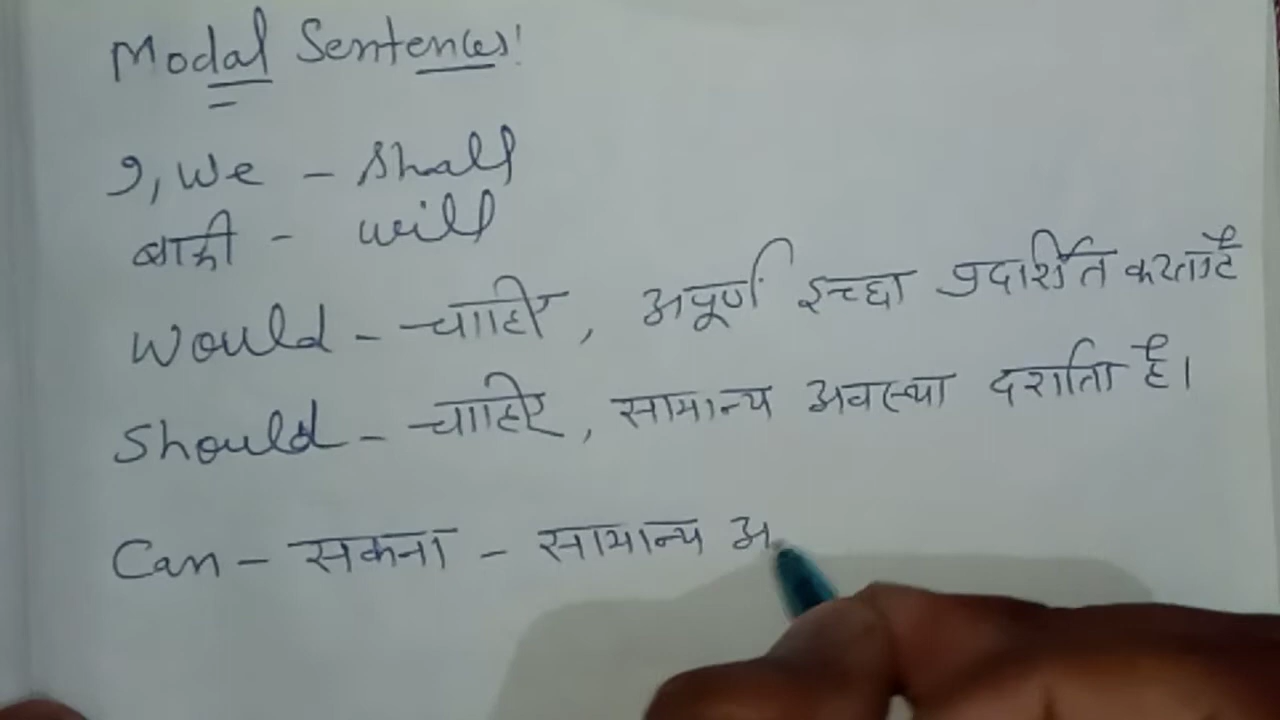 Modal Sentences!
I, We - Shall
बाकी - will
Would - चाहिए, अपूर्ण इच्छा प्रदर्शित करता है
Should - चाहिए, सामान्य अवस्था दर्शाता है।
Can - सकना - सामान्य अ